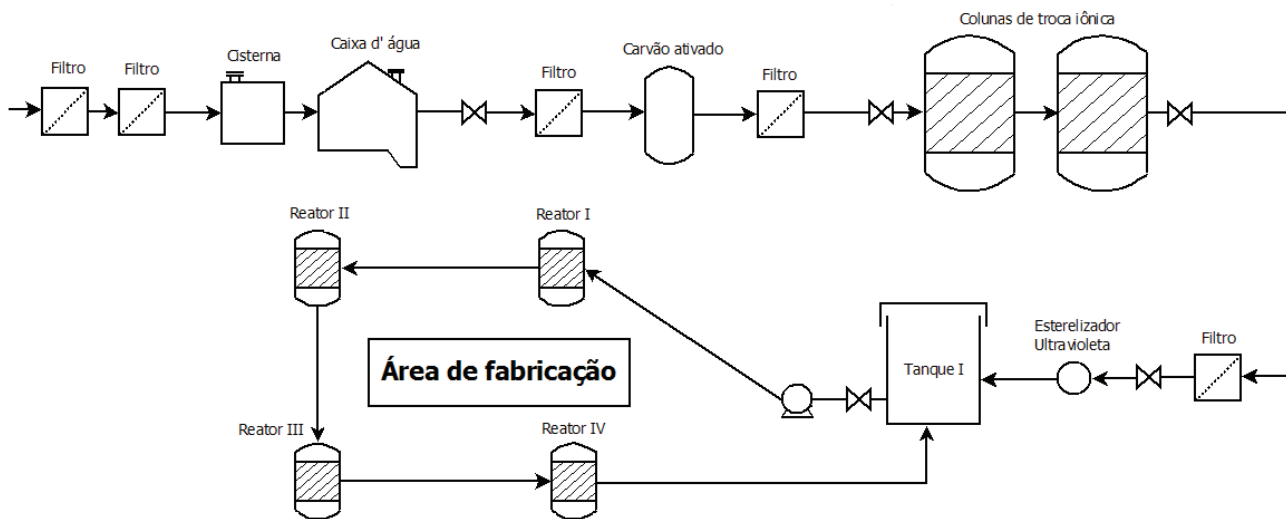 Colunas de troca iônica
Filtro
Filtro
Cisterna
Caixa d' água
Filtro
Carvão ativado
Filtro
Reator II
Reator I
Esterelizador
Ultravioleta
Filtro
Tanque I
Área de fabricação
Reator III
Reator IV